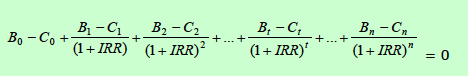 B₀ − C₀ + (B₁ − C₁)/(1 + IRR) + (B₂ − C₂)/(1 + IRR)² + ... + (Bₜ − Cₜ)/(1 + IRR)ᵗ + ... + (Bₙ − Cₙ)/(1 + IRR)ⁿ = 0